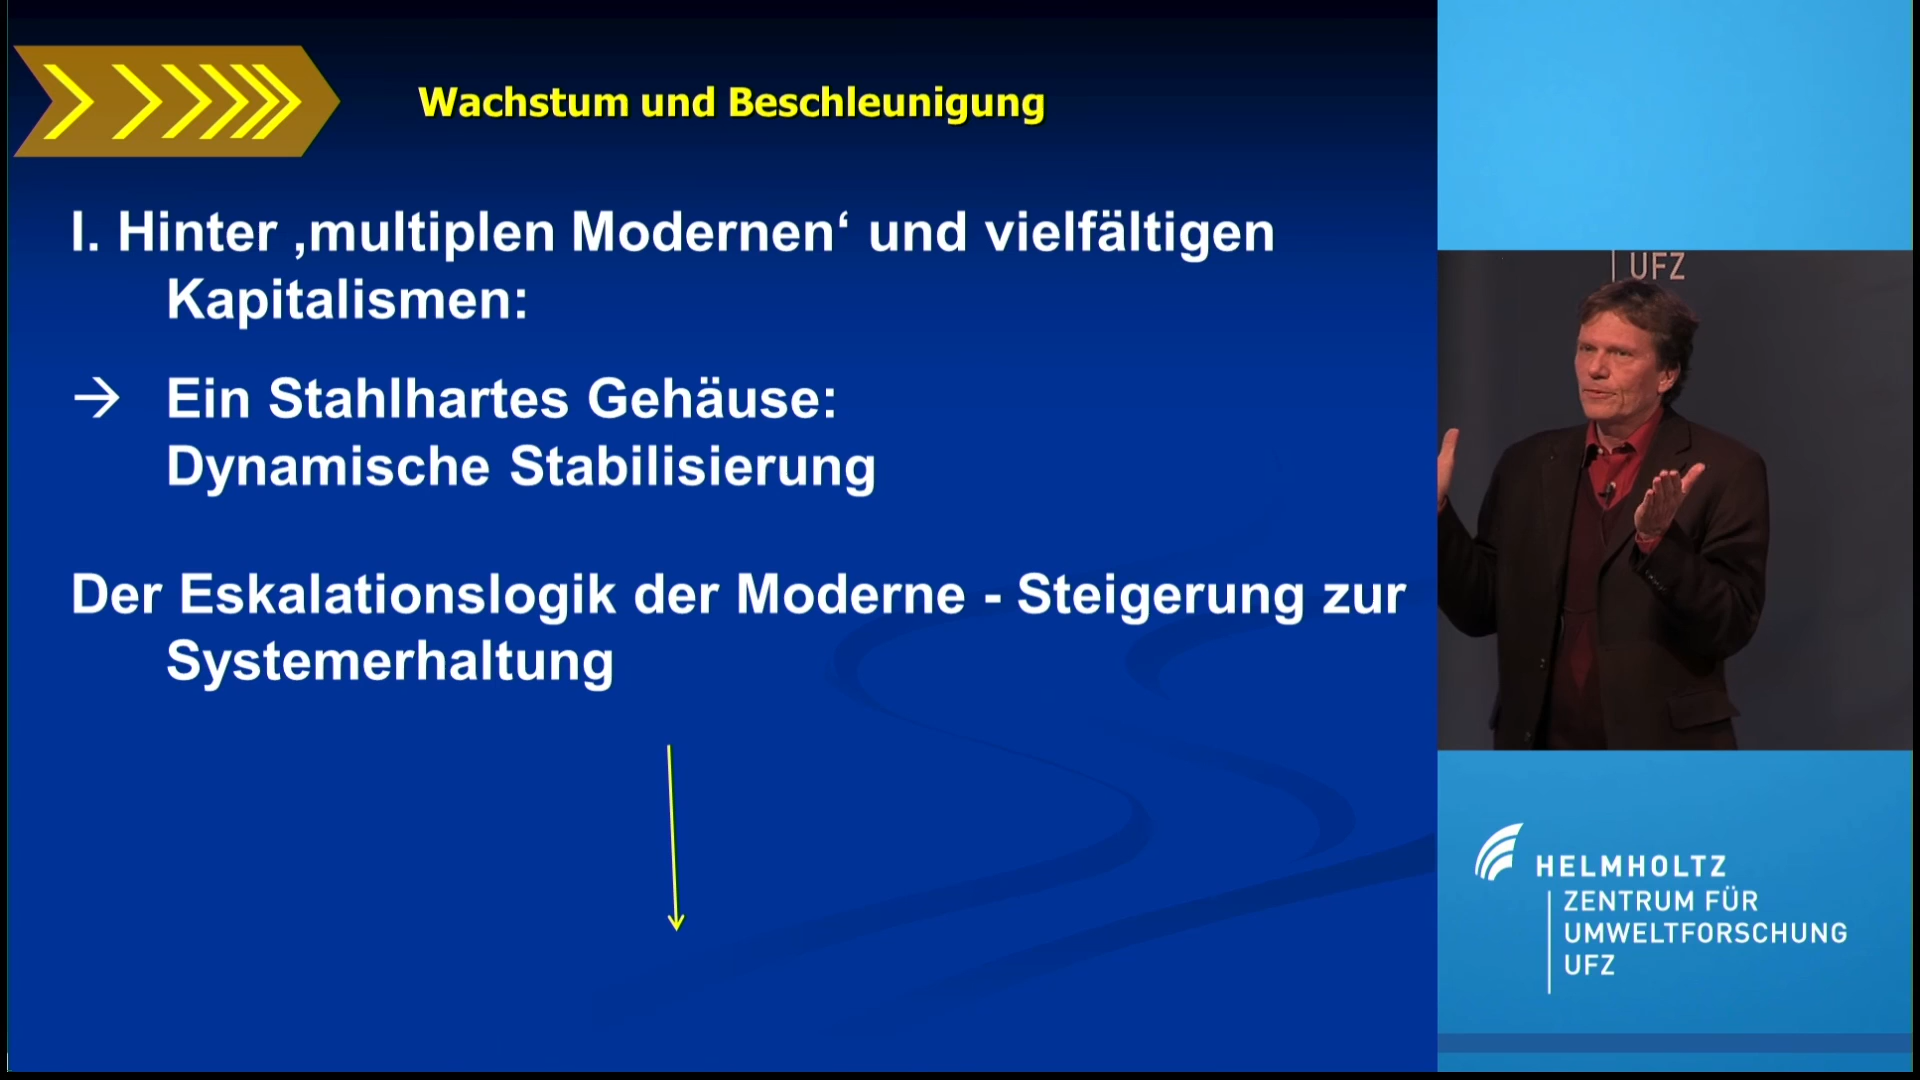 Wachstum und Beschleunigung
I. Hinter ‚multiplen Modernen‘ und vielfältigen
Kapitalismen:
→ Ein Stahlhartes Gehäuse:
Dynamische Stabilisierung
Der Eskalationslogik der Moderne - Steigerung zur
Systemerhaltung
UFZ
HELMHOLTZ
ZENTRUM FÜR
UMWELTFORSCHUNG
UFZ